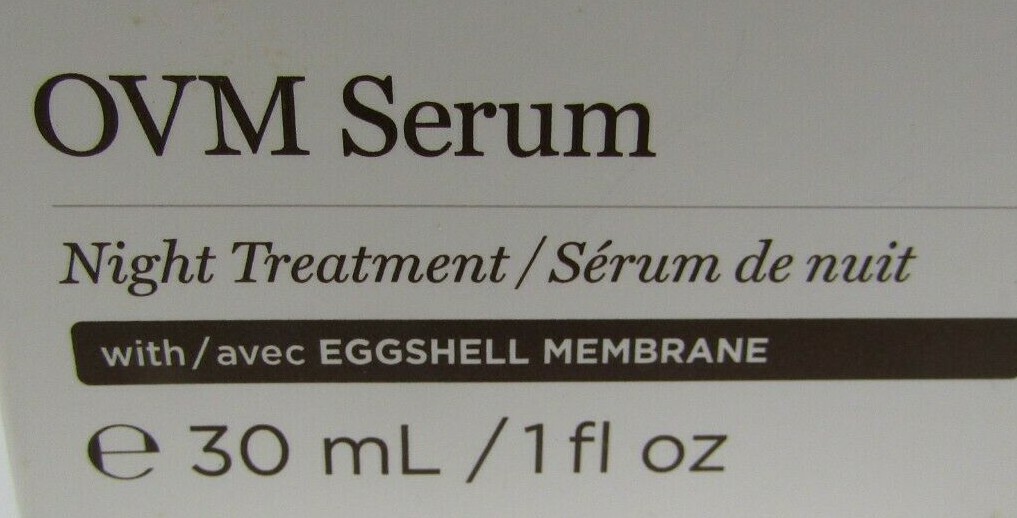 OVM Serum
Night Treatment / Sérum de nuit
with / avec EGGSHELL MEMBRANE
℮ 30 mL / 1 fl oz